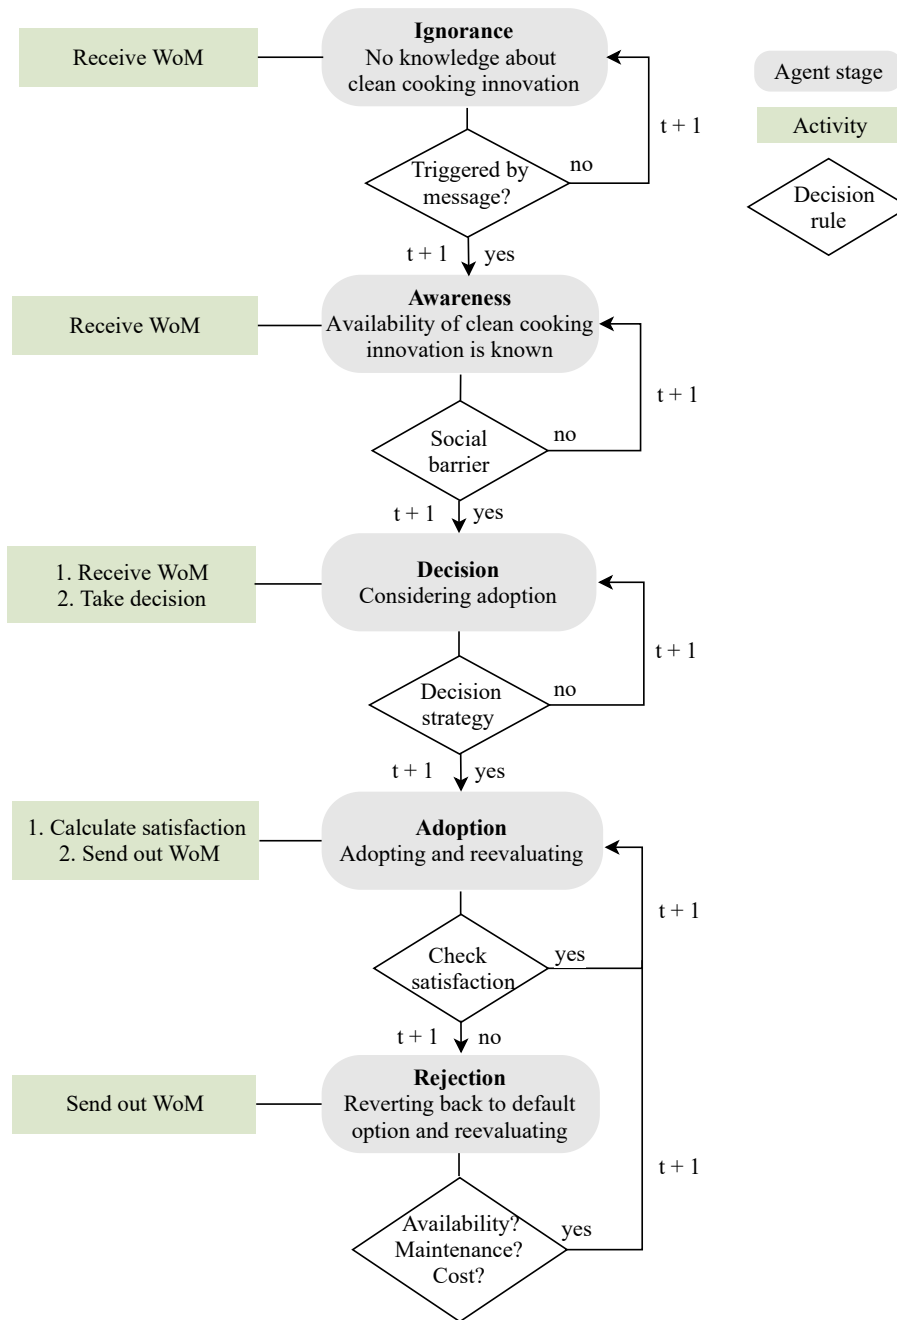 Ignorance
No knowledge about
clean cooking innovation
Receive WoM
t + 1
Triggered by
message?
no
t + 1
yes
Awareness
Availability of clean cooking
innovation is known
Receive WoM
t + 1
Social
barrier
no
t + 1
yes
Decision
Considering adoption
1. Receive WoM
2. Take decision
t + 1
Decision
strategy
no
t + 1
yes
Adoption
Adopting and reevaluating
1. Calculate satisfaction
2. Send out WoM
t + 1
Check
satisfaction
yes
t + 1
no
Rejection
Reverting back to default
option and reevaluating
Send out WoM
t + 1
Availability?
Maintenance?
Cost?
yes
Agent stage
Activity
Decision
rule